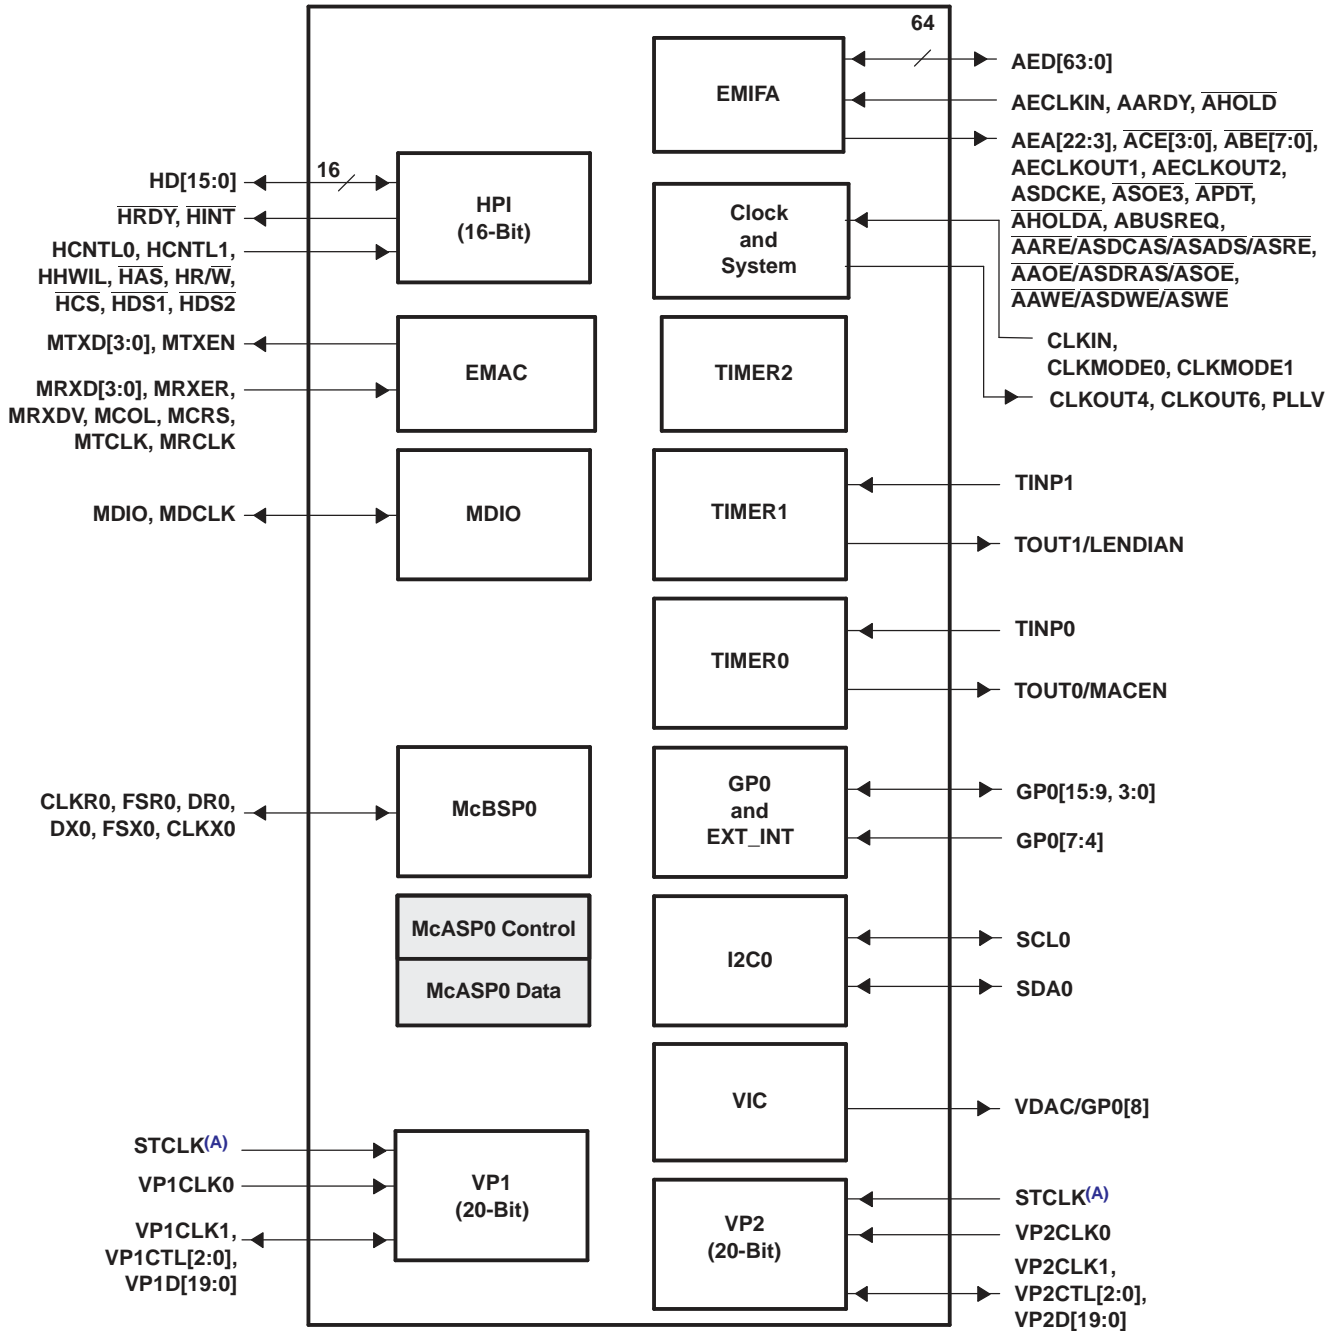 64
AED[63:0]
EMIFA
AECLKIN, AARDY, AHOLD
AEA[22:3], ACE[3:0], ABE[7:0],
AECLKOUT1, AECLKOUT2,
ASDCKE, ASOE3, APDT,
AHOLDA, ABUSREQ,
AARE/ASDCAS/ASADS/ASRE,
AAOE/ASDRAS/ASOE,
AAWE/ASDWE/ASWE
16
HD[15:0]
HRDY, HINT
HCNTL0, HCNTL1,
HHWIL, HAS, HR/W,
HCS, HDS1, HDS2
HPI
(16-Bit)
Clock
and
System
CLKIN,
CLKMODE0, CLKMODE1
CLKOUT4, CLKOUT6, PLLV
MTXD[3:0], MTXEN
MRXD[3:0], MRXER,
MRXDV, MCOL, MCRS,
MTCLK, MRCLK
EMAC
TIMER2
MDIO, MDCLK
MDIO
TIMER1
TINP1
TOUT1/LENDIAN
TIMER0
TINP0
TOUT0/MACEN
CLKR0, FSR0, DR0,
DX0, FSX0, CLKX0
McBSP0
GP0
and
EXT_INT
GP0[15:9, 3:0]
GP0[7:4]
McASP0 Control
McASP0 Data
I2C0
SCL0
SDA0
VIC
VDAC/GP0[8]
STCLK(A)
VP1CLK0
VP1CLK1,
VP1CTL[2:0],
VP1D[19:0]
VP1
(20-Bit)
VP2
(20-Bit)
STCLK(A)
VP2CLK0
VP2CLK1,
VP2CTL[2:0],
VP2D[19:0]